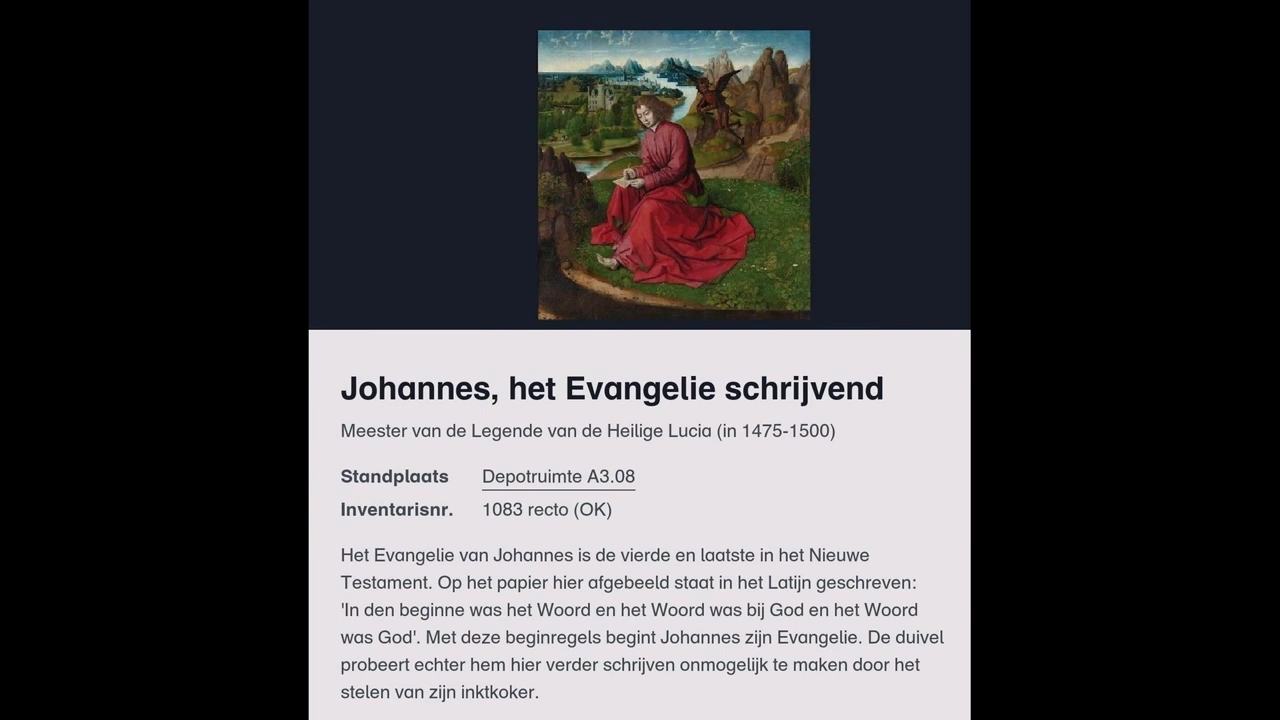 Johannes, het Evangelie schrijvend
Meester van de Legende van de Heilige Lucia (in 1475-1500)
Standplaats Depotruimte A3.08
Inventarisnr. 1083 recto (OK)
Het Evangelie van Johannes is de vierde en laatste in het Nieuwe
Testament. Op het papier hier afgebeeld staat in het Latijn geschreven:
'In den beginne was het Woord en het Woord was bij God en het Woord
was God'. Met deze beginregels begint Johannes zijn Evangelie. De duivel
probeert echter hem hier verder schrijven onmogelijk te maken door het
stelen van zijn inktkoker.